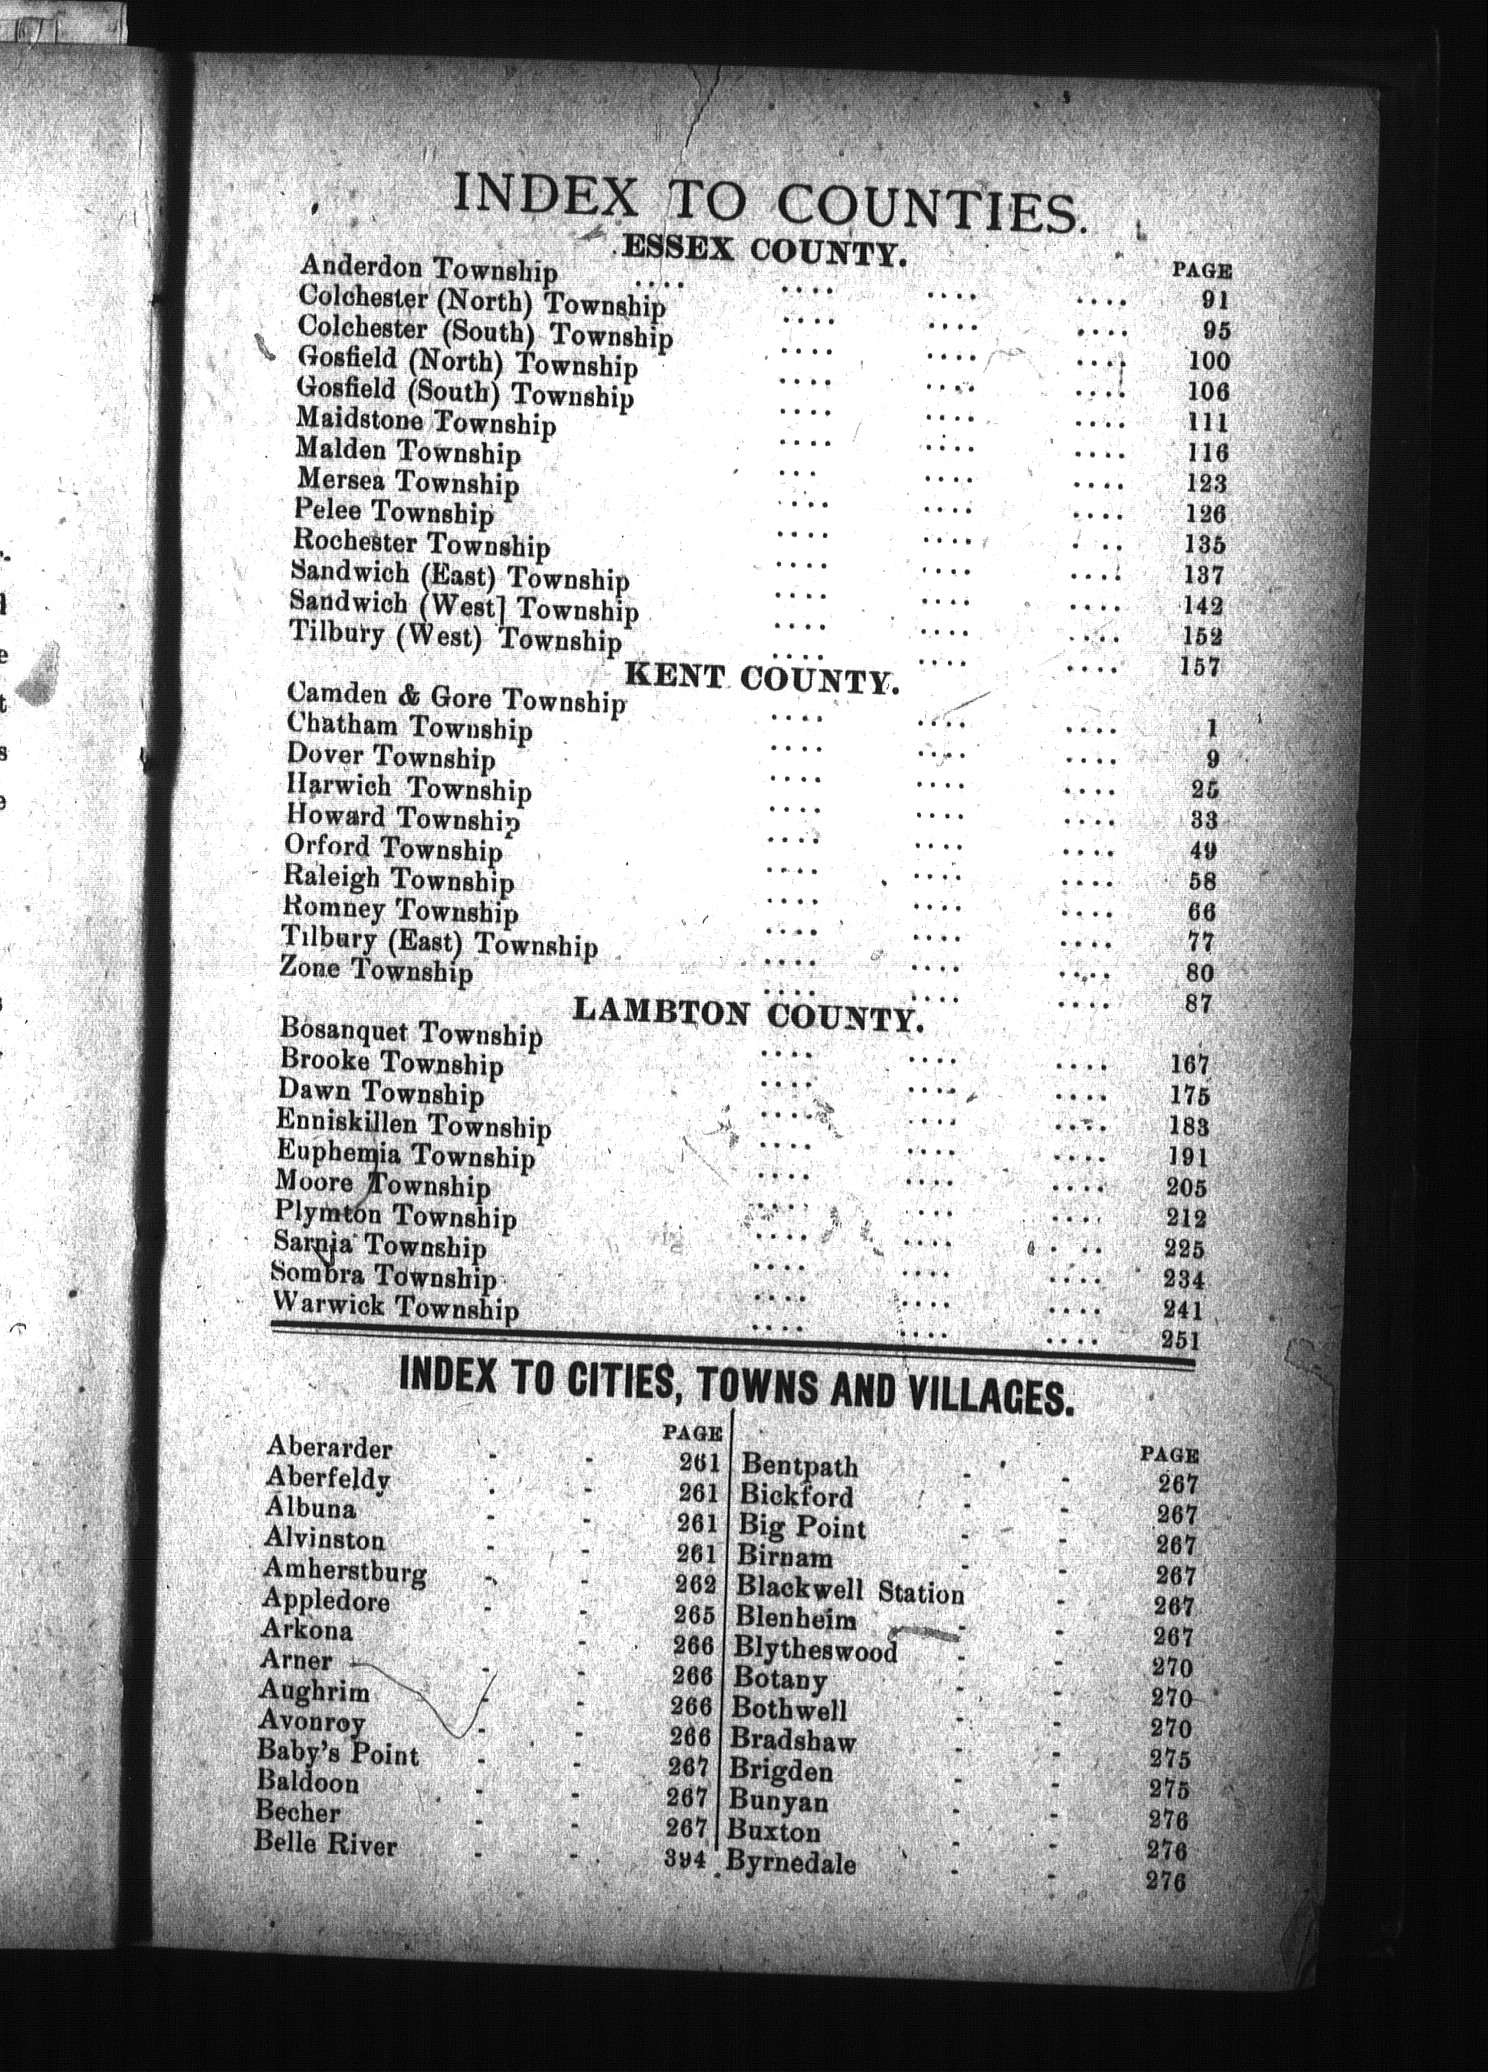 INDEX TO COUNTIES.
ESSEX COUNTY.
PAGE
Anderdon Township .... .... .... .... 91
Colchester (North) Township .... .... .... 95
Colchester (South) Township .... .... .... 100
Gosfield (North) Township .... .... .... 106
Gosfield (South) Township .... .... .... 111
Maidstone Township .... .... .... 116
Malden Township ... .... .... 123
Mersea Township .... .... .... 126
Pelee Township .... .... . .. 135
Rochester Township .... .... .... 137
Sandwich (East) Township .... .... .... 142
Sandwich (West] Township .... .... .... 152
Tilbury (West) Township .... .... .... 157
KENT COUNTY.
Camden & Gore Township .... .... .... 1
Chatham Township .... .... .... 9
Dover Township .... .... .... 25
Harwich Township .... .... .... 33
Howard Township .... .... .... 49
Orford Township .... .... .... 58
Raleigh Township .... .... .... 66
Romney Township .... .... .... 77
Tilbury (East) Township .... .... .... 80
Zone Township .... .... .... 87
LAMBTON COUNTY.
Bosanquet Township .... .... .... 167
Brooke Township .... .... .... 175
Dawn Township .... .... .... 183
Enniskillen Township .... .... .... 191
Euphemia Township .... .... .... 205
Moore Township .... .... .... 212
Plymton Township .... .... . .. 225
Sarnia Township .... .... .... 234
Sombra Township .... .... .... 241
Warwick Township .... .... .... 251
INDEX TO CITIES, TOWNS AND VILLAGES.
PAGE
Aberarder - - 261
Aberfeldy - - 261
Albuna - - 261
Alvinston - - 261
Amherstburg - - 262
Appledore - - 265
Arkona - 266
Arner - - 266
Aughrim - - 266
Avonroy - - 266
Baby's Point - - 267
Baldoon - - 267
Becher - - 267
Belle River - - 394
PAGE
Bentpath - - 267
Bickford - - 267
Big Point - - 267
Birnam - - 267
Blackwell Station - 267
Blenheim - - 267
Blytheswood - - 270
Botany - - 270
Bothwell - - 270
Bradshaw - - 275
Brigden - - 275
Bunyan - - 276
Buxton - - 276
Byrnedale - - 276